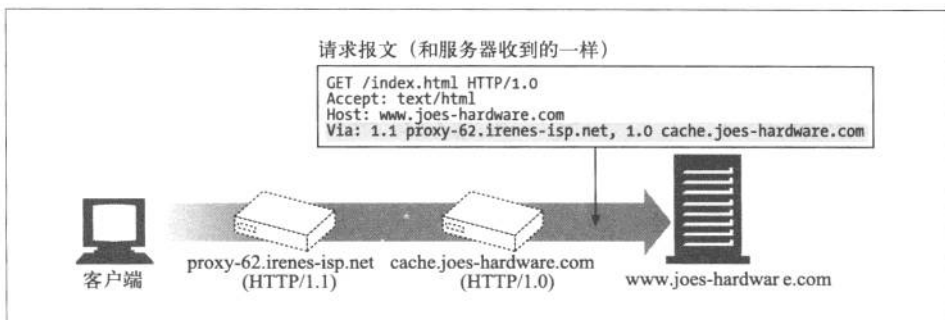 请求报文（和服务器收到的一样）
GET /index.html HTTP/1.0
Accept: text/html
Host: www.joes-hardware.com
Via: 1.1 proxy-62.irenes-isp.net, 1.0 cache.joes-hardware.com
客户端
proxy-62.irenes-isp.net
(HTTP/1.1)
cache.joes-hardware.com
(HTTP/1.0)
www.joes-hardwar e.com